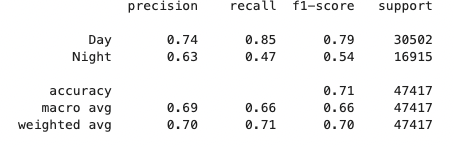 precision recall f1-score support
Day 0.74 0.85 0.79 30502
Night 0.63 0.47 0.54 16915
accuracy 0.71 47417
macro avg 0.69 0.66 0.66 47417
weighted avg 0.70 0.71 0.70 47417